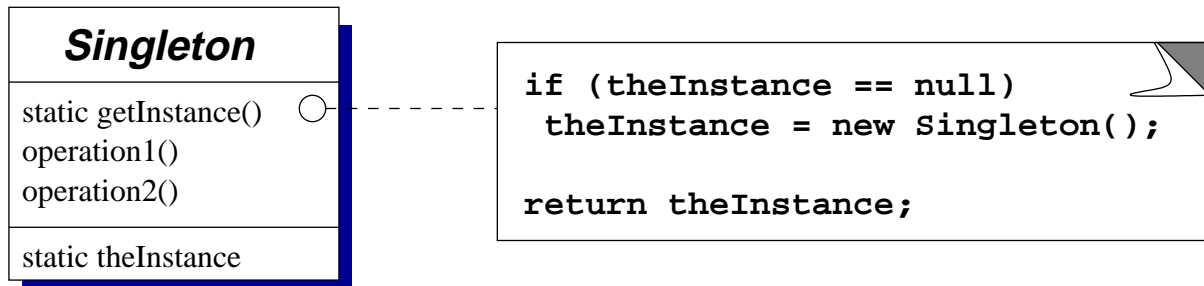 Singleton
static getInstance()
operation1()
operation2()
static theInstance
if (theInstance == null)
theInstance = new Singleton();
return theInstance;